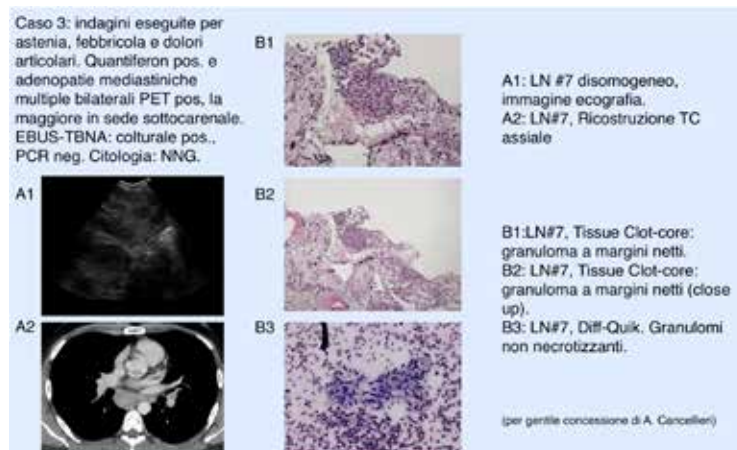 Caso 3: indagini eseguite per
astenia, febbricola e dolori
articolari. Quantiferon pos. e
adenopatie mediastiniche
multiple bilaterali PET pos, la
maggiore in sede sottocarenale.
EBUS-TBNA: colturale pos.,
PCR neg. Citologia: NNG.
A1
A2
B1
B2
B3
A1: LN #7 disomogeneo,
immagine ecografia.
A2: LN#7, Ricostruzione TC
assiale
B1:LN#7, Tissue Clot-core:
granuloma a margini netti.
B2: LN#7, Tissue Clot-core:
granuloma a margini netti (close
up).
B3: LN#7, Diff-Quik. Granulomi
non necrotizzanti.
(per gentile concessione di A. Cancellieri)